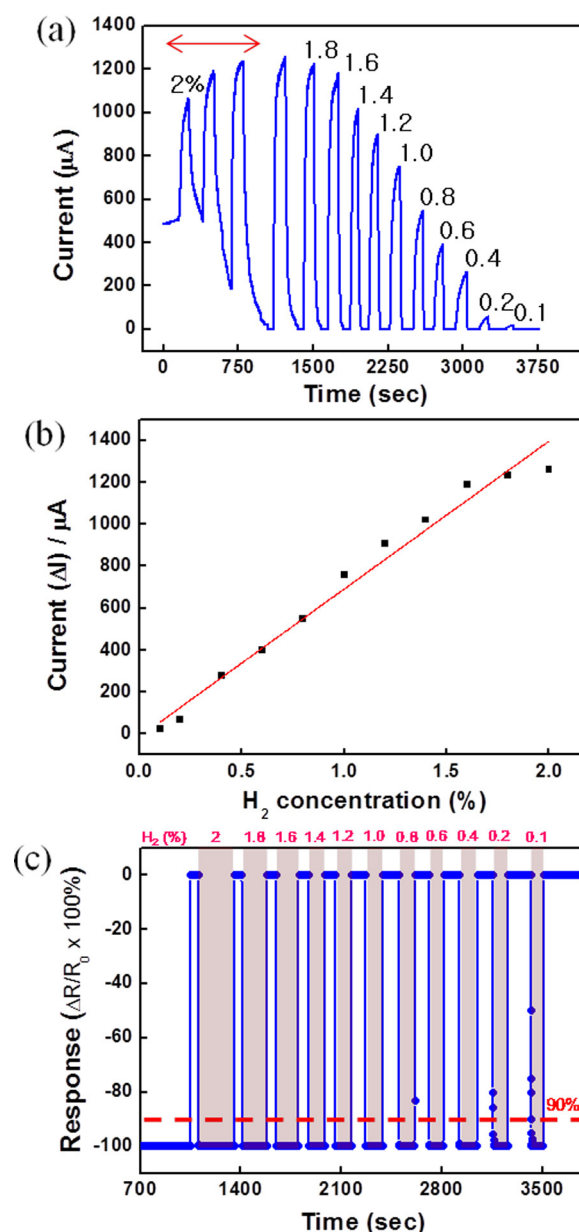 (a)
1400
1200
1000
800
600
400
200
0
Current (μA)
2%
1.8
1.6
1.4
1.2
1.0
0.8
0.6
0.4
0.2
0.1
0 750 1500 2250 3000 3750
Time (sec)
(b)
1400
1200
1000
800
600
400
200
0
Current (ΔI) / μA
0.0 0.5 1.0 1.5 2.0
H₂ concentration (%)
(c)
H₂ (%) 2 1.8 1.6 1.4 1.2 1.0 0.8 0.6 0.4 0.2 0.1
0
-20
-40
-60
-80
-100
Response (ΔR/R₀ x 100%)
90%
700 1400 2100 2800 3500
Time (sec)